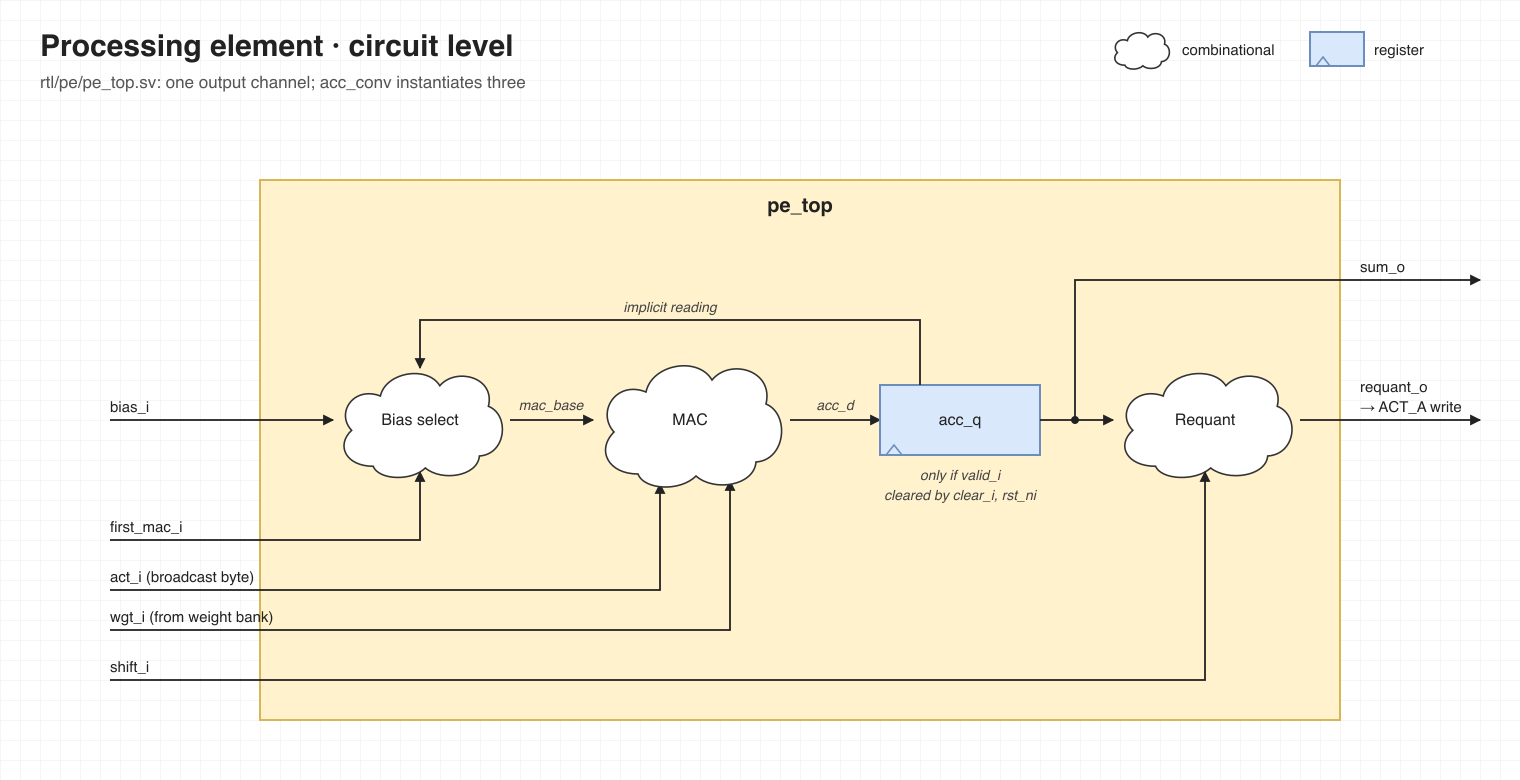 Processing element · circuit level
rtl/pe/pe_top.sv: one output channel; acc_conv instantiates three
combinational
register
pe_top
sum_o
implicit reading
requant_o
→ ACT_A write
bias_i
Bias select
mac_base
MAC
acc_d
acc_q
Requant
only if valid_i
cleared by clear_i, rst_ni
first_mac_i
act_i (broadcast byte)
wgt_i (from weight bank)
shift_i